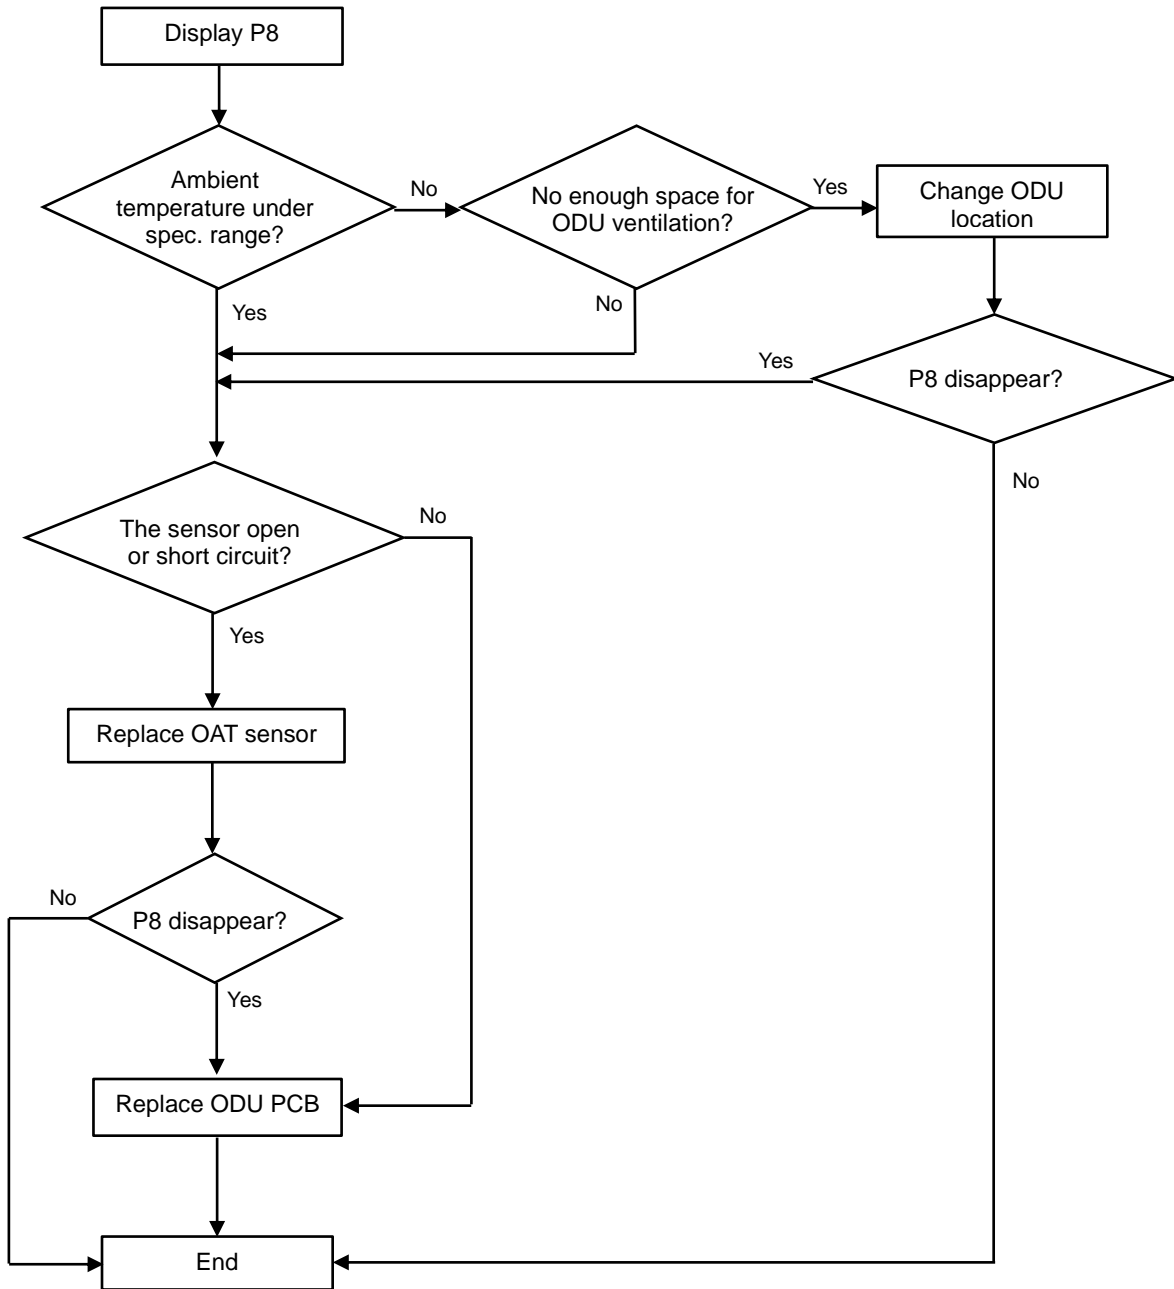 Display P8
Ambient
temperature under
spec. range?
No
No enough space for
ODU ventilation?
Yes
Change ODU
location
Yes
No
Yes
P8 disappear?
No
The sensor open
or short circuit?
No
Yes
Replace OAT sensor
No
P8 disappear?
Yes
Replace ODU PCB
End